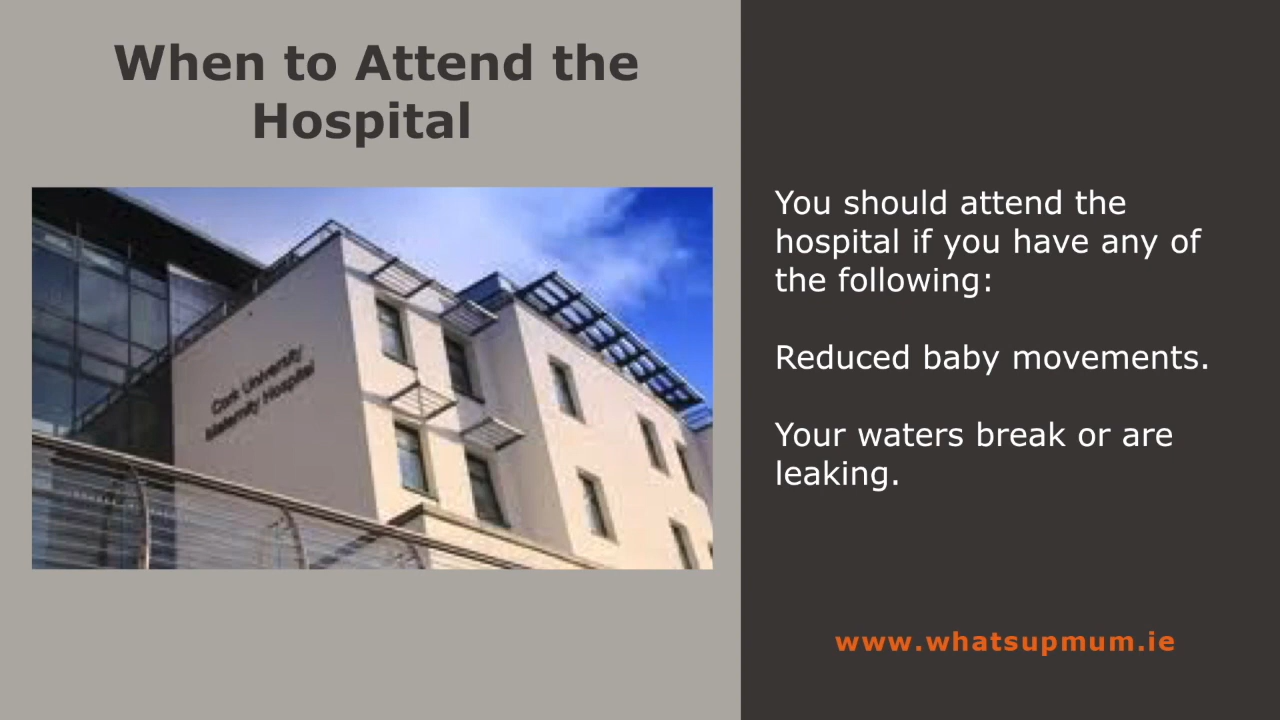 When to Attend the
Hospital
Cork University
Maternity Hospital
You should attend the
hospital if you have any of
the following:
Reduced baby movements.
Your waters break or are
leaking.
www.whatsupmum.ie